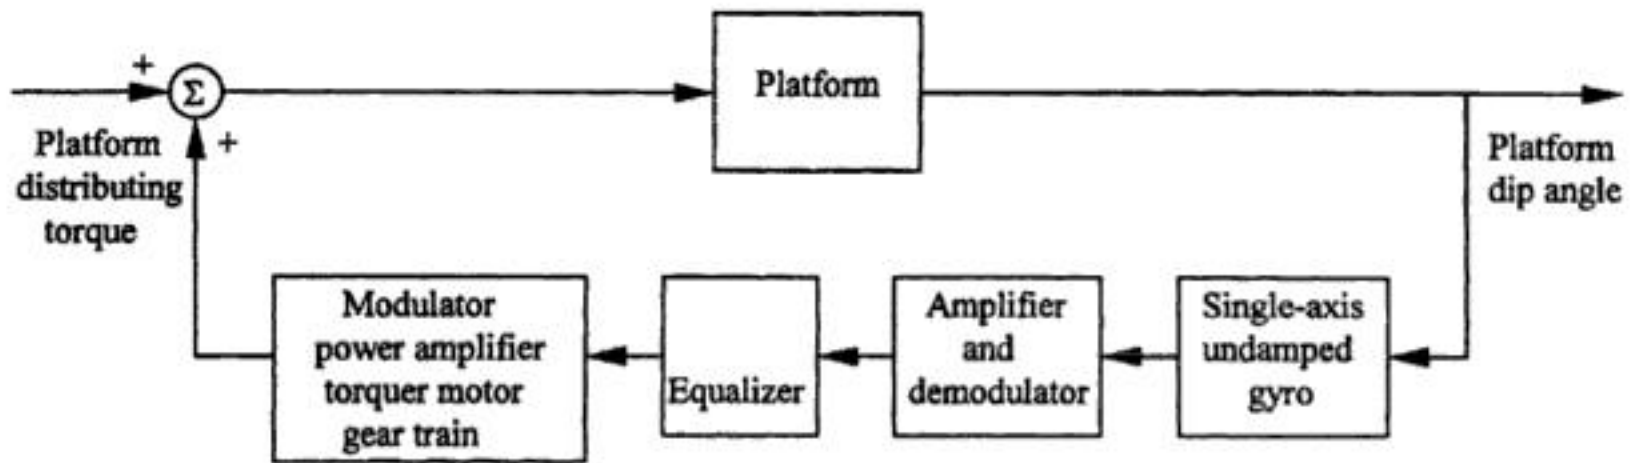 +
Σ
Platform
+
Platform
distributing
torque
Platform
dip angle
Modulator
power amplifier
torquer motor
gear train
Equalizer
Amplifier
and
demodulator
Single-axis
undamped
gyro